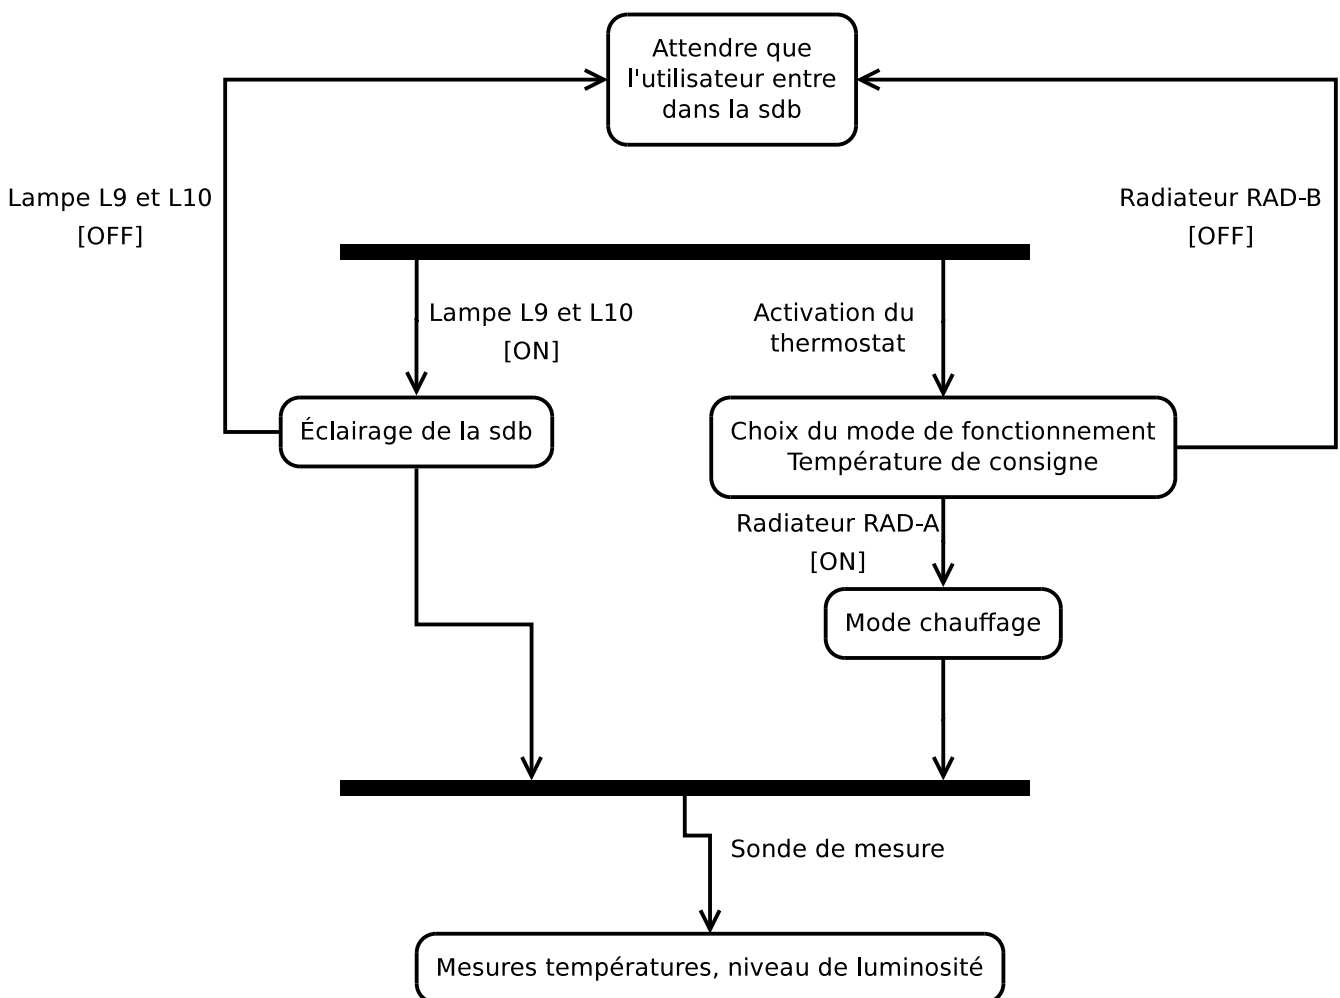 Attendre que
l'utilisateur entre
dans la sdb
Lampe L9 et L10
[OFF]
Radiateur RAD-B
[OFF]
Lampe L9 et L10
[ON]
Activation du
thermostat
Éclairage de la sdb
Choix du mode de fonctionnement
Température de consigne
Radiateur RAD-A
[ON]
Mode chauffage
Sonde de mesure
Mesures températures, niveau de luminosité